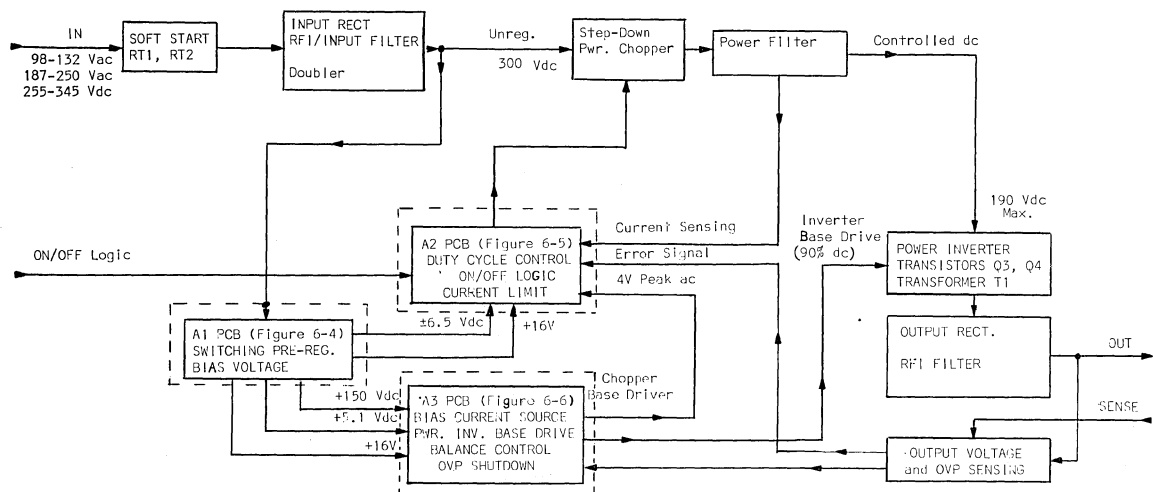 IN
98-132 Vac
187-250 Vac
255-345 Vdc
SOFT START
RT1, RT2
INPUT RECT
RFI/INPUT FILTER
Doubler
Unreg.
300 Vdc
Step-Down
Pwr. Chopper
Power Filter
Controlled dc
190 Vdc
Max.
ON/OFF Logic
A2 PCB (Figure 6-5)
DUTY CYCLE CONTROL
ON/OFF LOGIC
CURRENT LIMIT
Current Sensing
Error Signal
4V Peak ac
Inverter
Base Drive
(90% dc)
POWER INVERTER
TRANSISTORS Q3, Q4
TRANSFORMER T1
A1 PCB (Figure 6-4)
SWITCHING PRE-REG.
BIAS VOLTAGE
±6.5 Vdc
+16V
OUTPUT RECT.
RFI FILTER
OUT
+150 Vdc
+5.1 Vdc
+16V
A3 PCB (Figure 6-6)
BIAS CURRENT SOURCE
PWR. INV. BASE DRIVE
BALANCE CONTROL
OVP SHUTDOWN
Chopper
Base Driver
SENSE
OUTPUT VOLTAGE
and OVP SENSING